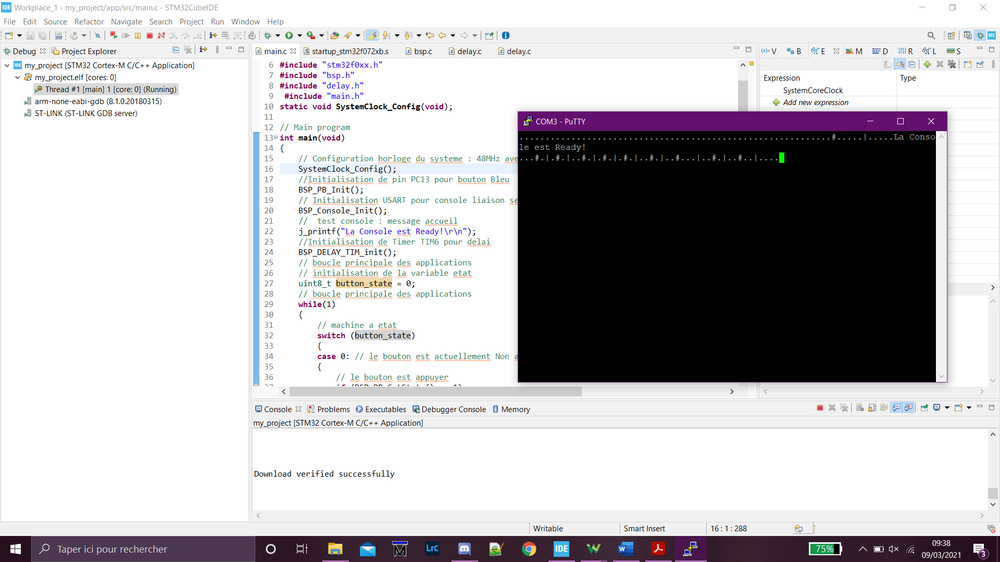 Workplace_1 - my_project/app/src/main.c - STM32CubeIDE
File Edit Source Refactor Navigate Search Project Run Window Help
Debug Project Explorer
my_project [STM32 Cortex-M C/C++ Application]
my_project.elf [cores: 0]
Thread #1 [main] 1 [core: 0] (Running)
arm-none-eabi-gdb (8.1.0.20180315)
ST-LINK (ST-LINK GDB server)
main.c startup_stm32f072xb.s bsp.c delay.c delay.c
6 #include "stm32f0xx.h"
7 #include "bsp.h"
8 #include "delay.h"
9 #include "main.h"
10 static void SystemClock_Config(void);
11
12 // Main program
13 int main(void)
14 {
15 // Configuration horloge du systeme : 48MHz ave
16 SystemClock_Config();
17 //Initialisation de pin PC13 pour bouton Bleu
18 BSP_PB_Init();
19 // Initialisation USART pour console liaison se
20 BSP_Console_Init();
21 // test console : message accueil
22 j_printf("La Console est Ready!\r\n");
23 //Initialisation de Timer TIM6 pour delai
24 BSP_DELAY_TIM_init();
25 // boucle principale des applications
26 // initialisation de la variable etat
27 uint8_t button_state = 0;
28 // boucle principale des applications
29 while(1)
30 {
31 // machine a etat
32 switch (button_state)
33 {
34 case 0: // le bouton est actuellement Non a
35 {
36 // le bouton est appuyer
(x)= V B E M D R L S
Expression Type
SystemCoreClock
Add new expression
COM3 - PuTTY
............................................................#.....|.....La Conso
le est Ready!
...#.|.#.|..#.|.#.|.#.|..#.|..#...|..#.|..#..|....
Console Problems Executables Debugger Console Memory
my_project [STM32 Cortex-M C/C++ Application]
Download verified successfully
Writable Smart Insert 16 : 1 : 288
Taper ici pour rechercher
LrC
IDE
75%
09:38
09/03/2021
3